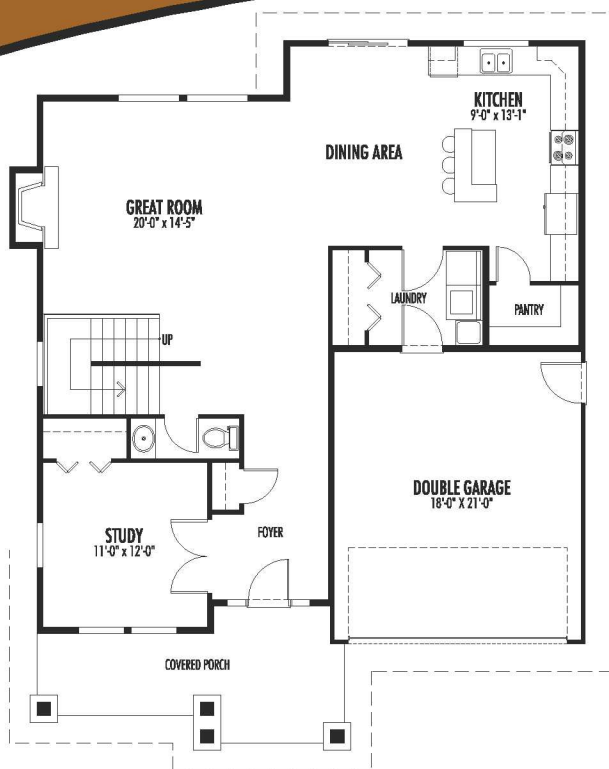 KITCHEN
9'-0" x 13'-1"
DINING AREA
GREAT ROOM
20'-0" x 14'-5"
LAUNDRY
PANTRY
UP
DOUBLE GARAGE
18'-0" X 21'-0"
STUDY
11'-0" x 12'-0"
FOYER
COVERED PORCH